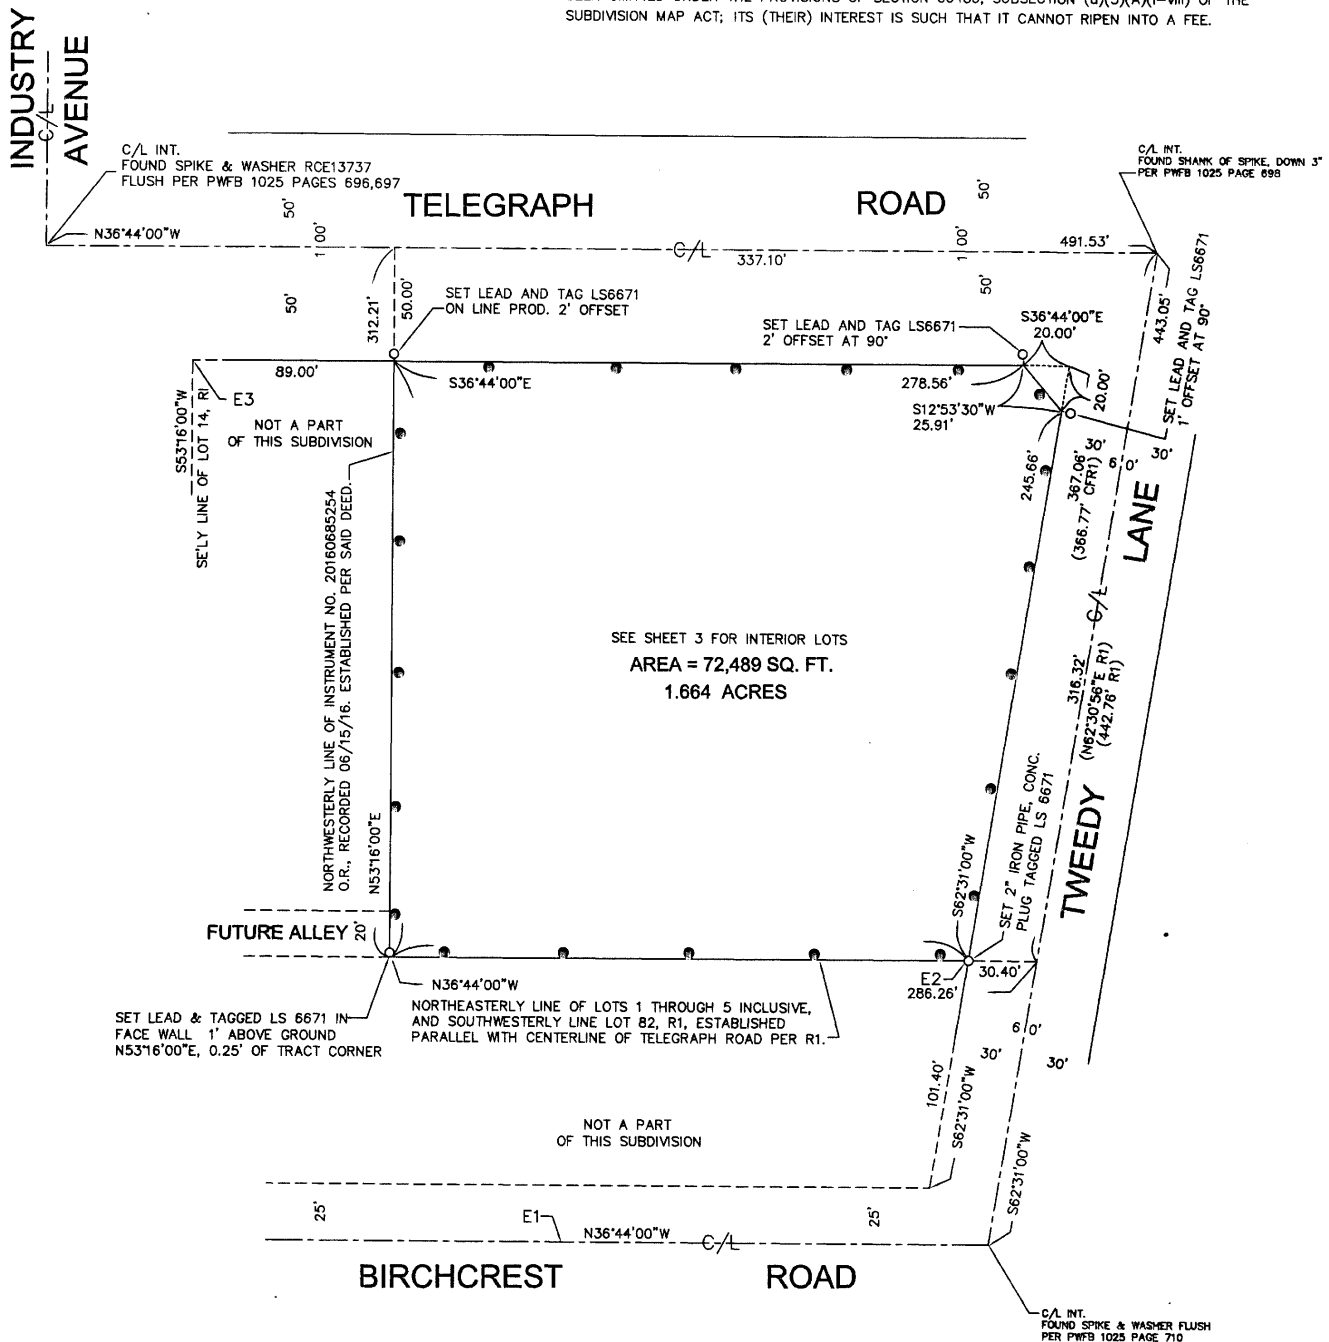 SUBDIVISION MAP ACT; ITS (THEIR) INTEREST IS SUCH THAT IT CANNOT RIPEN INTO A FEE.
INDUSTRY
AVENUE
C/L
C/L INT.
FOUND SPIKE & WASHER RCE13737
FLUSH PER PWFB 1025 PAGES 696,697
C/L INT.
FOUND SHANK OF SPIKE, DOWN 3"
PER PWFB 1025 PAGE 698
TELEGRAPH ROAD
50'
50'
N36°44'00"W
100'
C/L
337.10'
100'
491.53'
50'
312.21'
50.00'
50'
SET LEAD AND TAG LS6671
ON LINE PROD. 2' OFFSET
SET LEAD AND TAG LS6671
2' OFFSET AT 90°
S36°44'00"E
20.00'
443.05'
SET LEAD AND TAG LS6671
1' OFFSET AT 90°
89.00'
E3
S36°44'00"E
278.56'
S12°53'30"W
25.91'
20.00'
S53°16'00"W
SE'LY LINE OF LOT 14, R1
NOT A PART
OF THIS SUBDIVISION
NORTHWESTERLY LINE OF INSTRUMENT NO. 20160685254
O.R., RECORDED 06/15/16. ESTABLISHED PER SAID DEED.
N53°16'00"E
245.66'
30'
60'
30'
367.06'
(366.77' CFR1)
LANE
C/L
SEE SHEET 3 FOR INTERIOR LOTS
AREA = 72,489 SQ. FT.
1.664 ACRES
316.32'
(N62°30'56"E R1)
(442.76' R1)
TWEEDY
S62°31'00"W
SET 2" IRON PIPE, CONC.
PLUG TAGGED LS 6671
FUTURE ALLEY
20'
N36°44'00"W
E2
286.26'
30.40'
SET LEAD & TAGGED LS 6671 IN
FACE WALL 1' ABOVE GROUND
N53°16'00"E, 0.25' OF TRACT CORNER
NORTHEASTERLY LINE OF LOTS 1 THROUGH 5 INCLUSIVE,
AND SOUTHWESTERLY LINE LOT 82, R1, ESTABLISHED
PARALLEL WITH CENTERLINE OF TELEGRAPH ROAD PER R1.
60'
30'
30'
101.40'
S62°31'00"W
NOT A PART
OF THIS SUBDIVISION
S62°31'00"W
25'
E1
N36°44'00"W
C/L
25'
BIRCHCREST ROAD
C/L INT.
FOUND SPIKE & WASHER FLUSH
PER PWFB 1025 PAGE 710